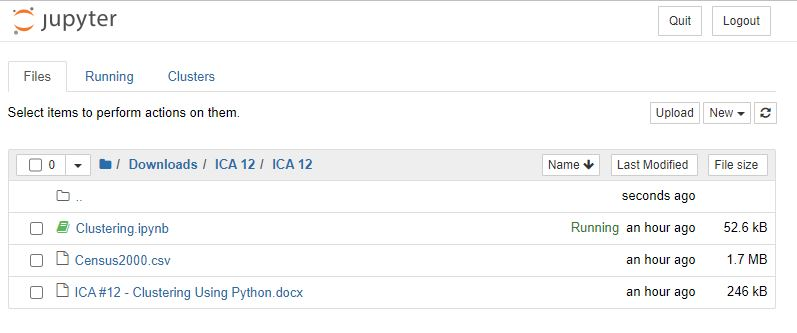 jupyter Quit Logout
Files Running Clusters
Select items to perform actions on them. Upload New
0 / Downloads / ICA 12 / ICA 12 Name Last Modified File size
.. seconds ago
Clustering.ipynb Running an hour ago 52.6 kB
Census2000.csv an hour ago 1.7 MB
ICA #12 - Clustering Using Python.docx an hour ago 246 kB